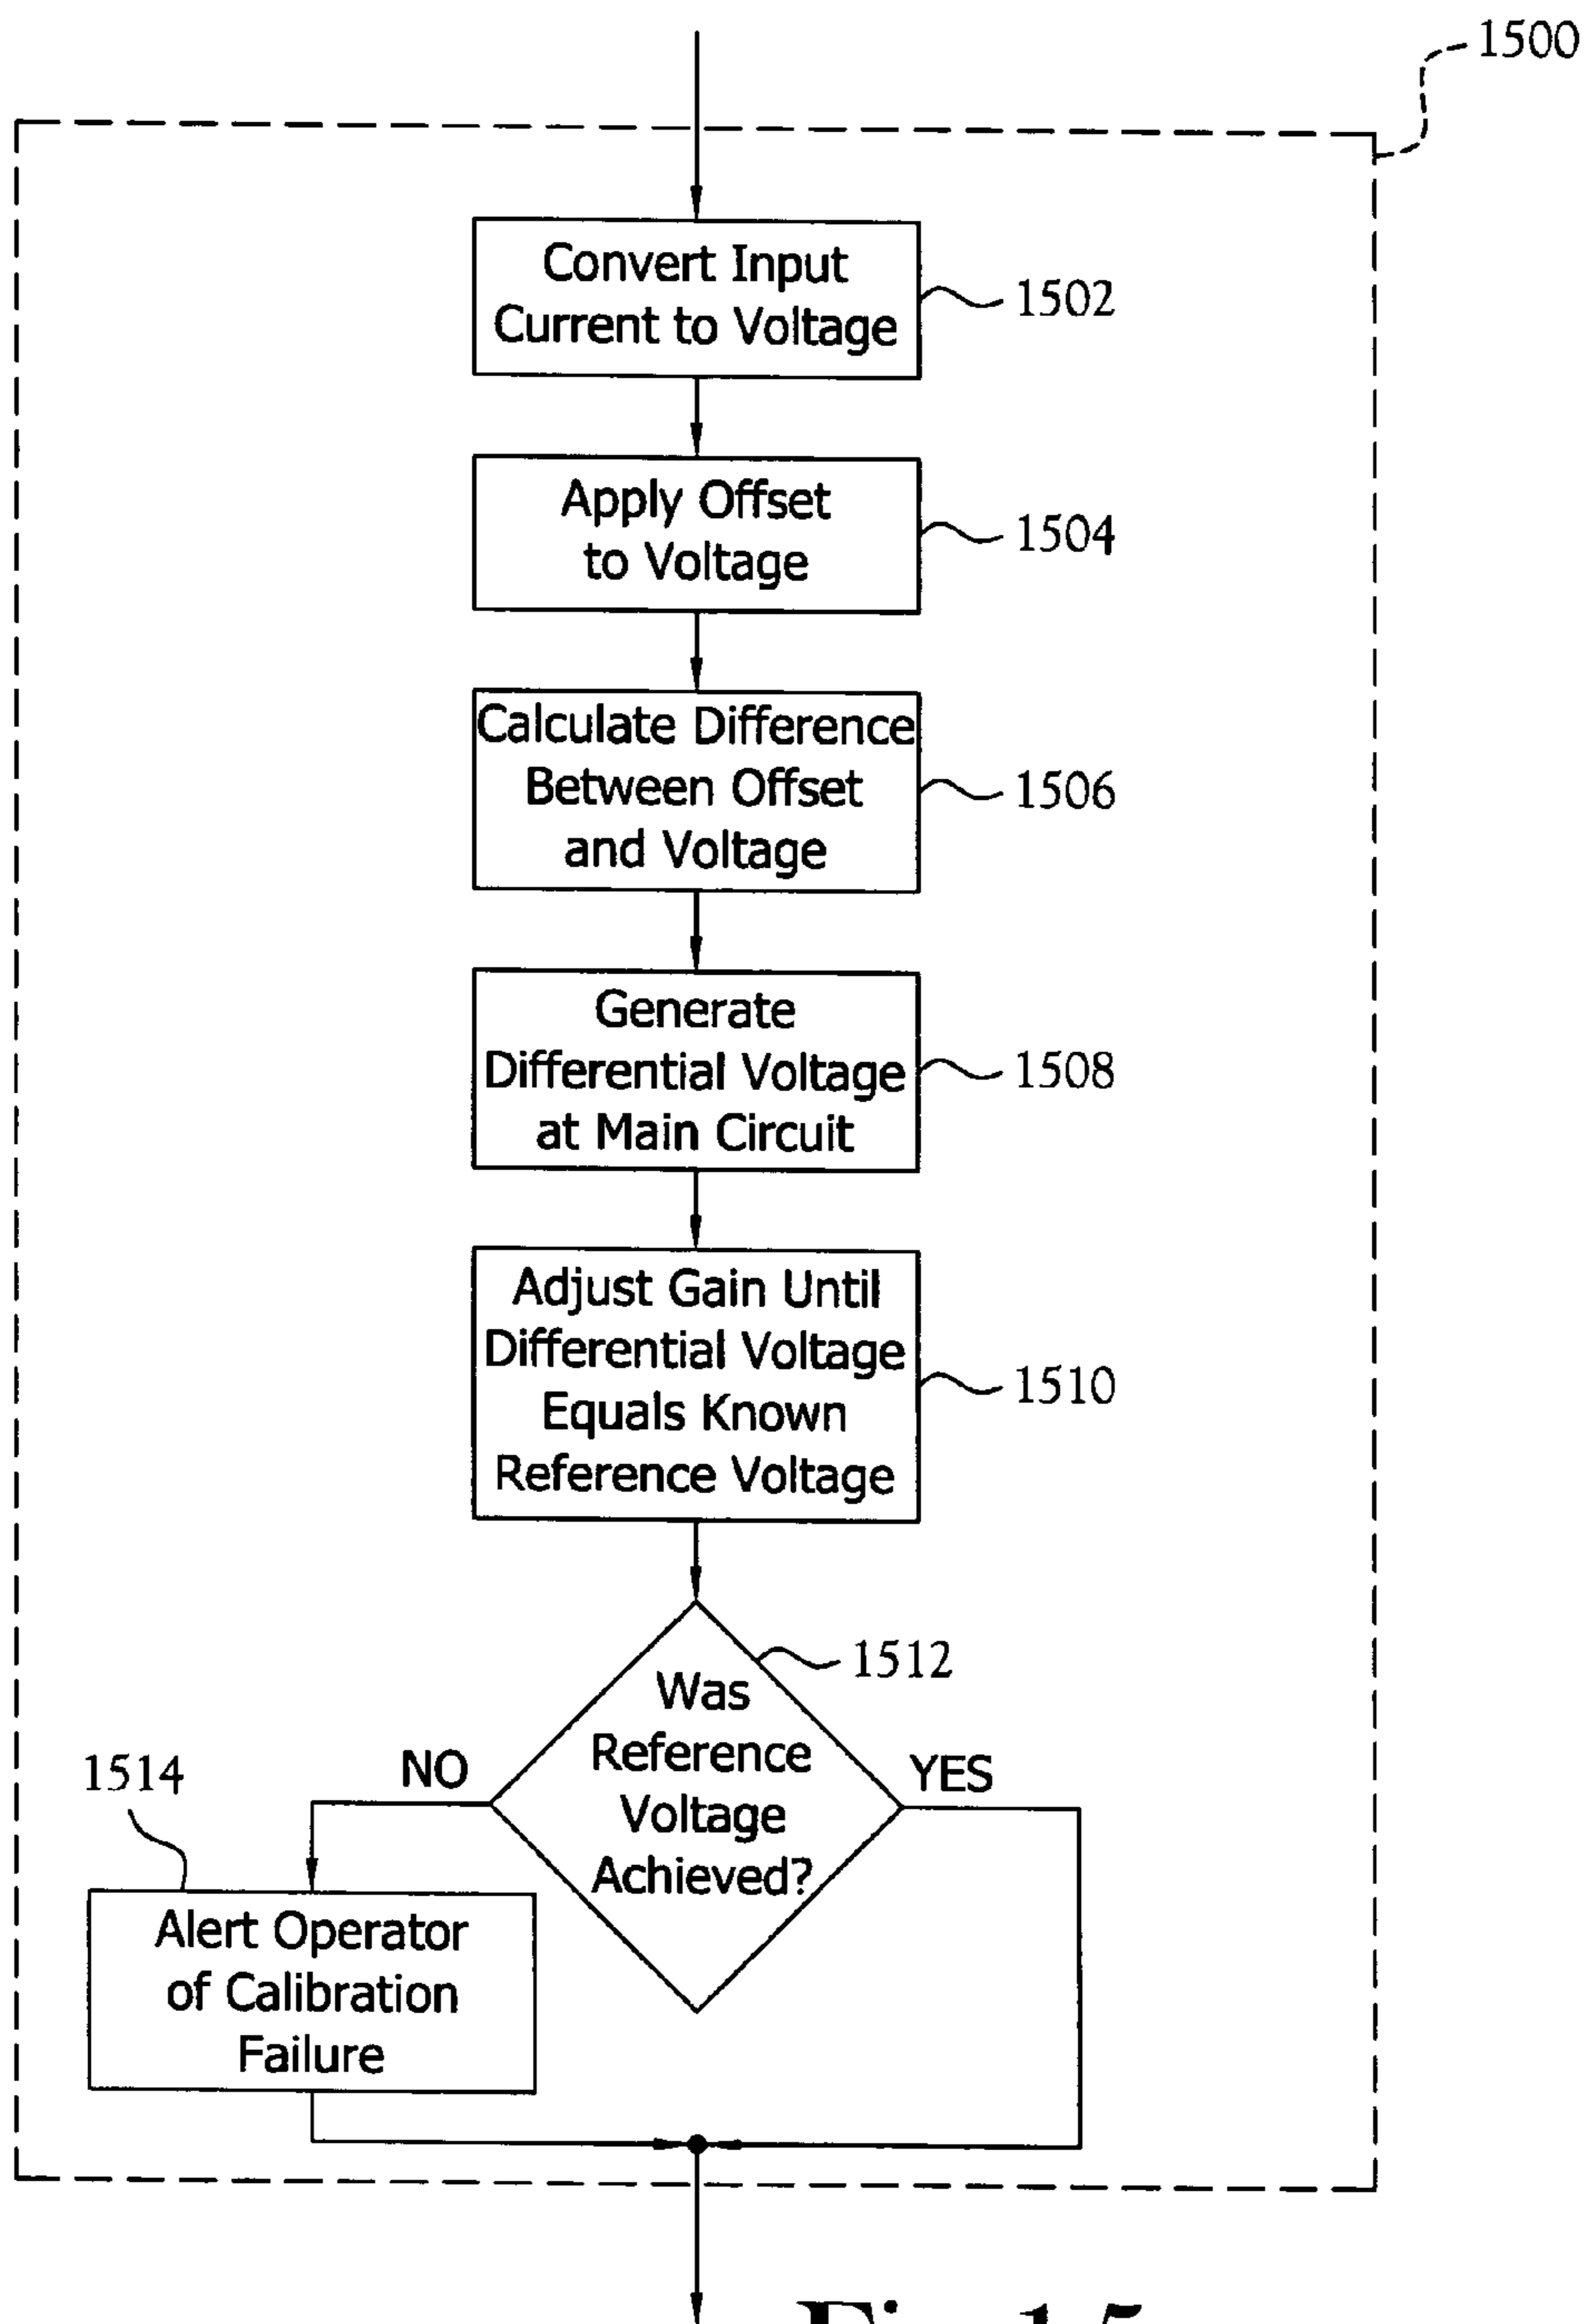 1500
Convert Input
Current to Voltage
1502
Apply Offset
to Voltage
1504
Calculate Difference
Between Offset
and Voltage
1506
Generate
Differential Voltage
at Main Circuit
1508
Adjust Gain Until
Differential Voltage
Equals Known
Reference Voltage
1510
Was
Reference
Voltage
Achieved?
1512
NO
YES
1514
Alert Operator
of Calibration
Failure